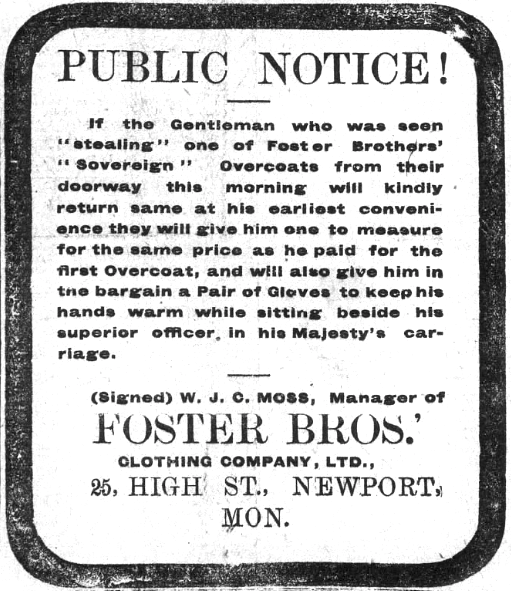 PUBLIC NOTICE!
If the Gentleman who was seen
"stealing" one of Foster Brothers'
"Sovereign" Overcoats from their
doorway this morning will kindly
return same at his earliest conveni-
ence they will give him one to measure
for the same price as he paid for the
first Overcoat, and will also give him in
the bargain a Pair of Gloves to keep his
hands warm while sitting beside his
superior officer, in his Majesty's car-
riage.
(Signed) W. J. C. MOSS, Manager of
FOSTER BROS.'
CLOTHING COMPANY, LTD.,
25, HIGH ST., NEWPORT,
MON.